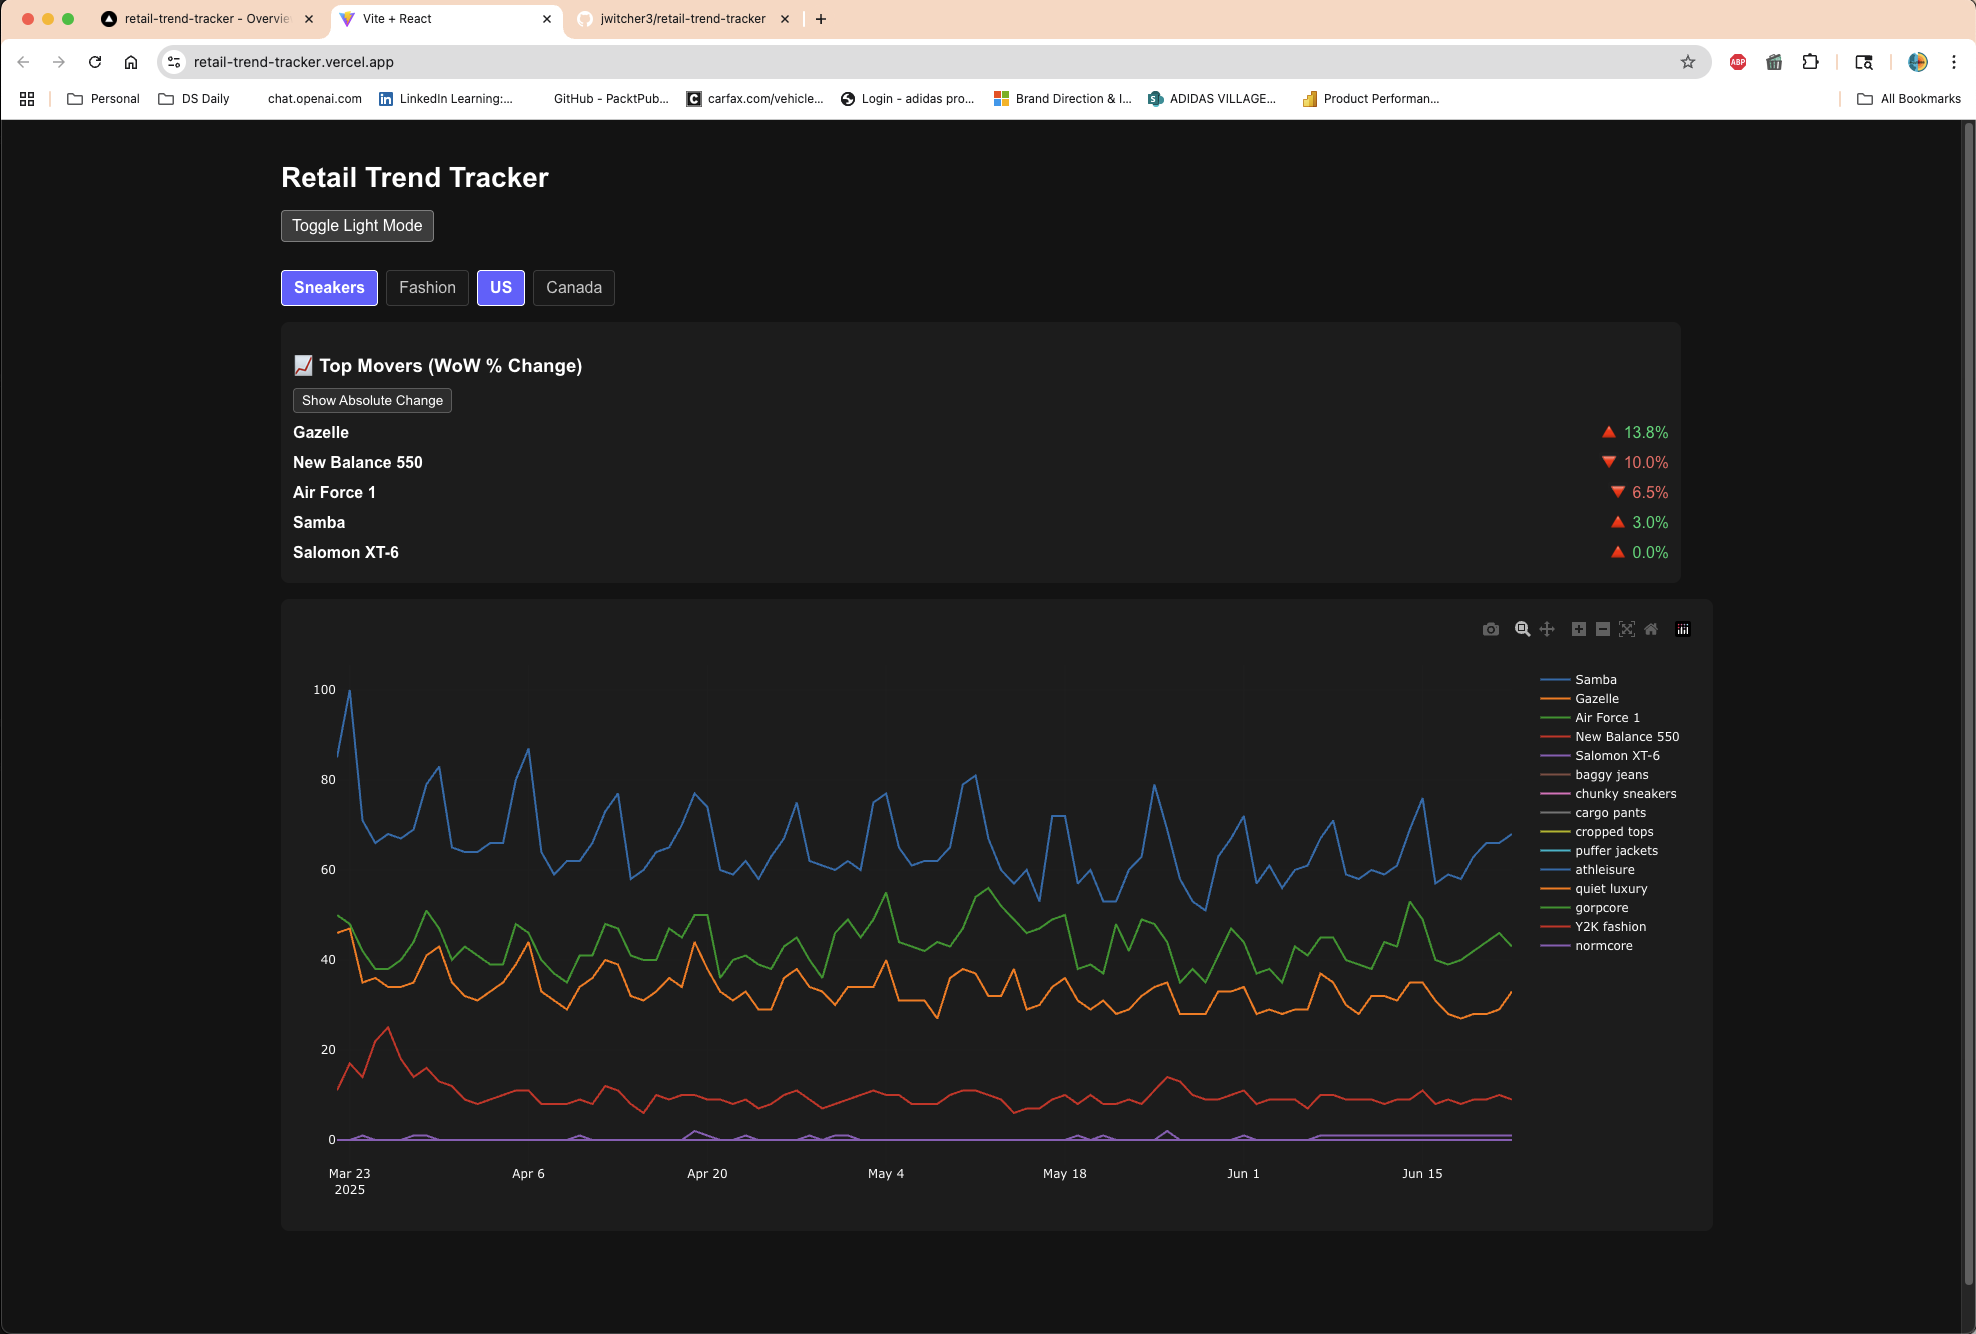 retail-trend-tracker - Overvie
Vite + React
jwitcher3/retail-trend-tracker
retail-trend-tracker.vercel.app
ABP
Personal
DS Daily
chat.openai.com
LinkedIn Learning:...
GitHub - PacktPub...
carfax.com/vehicle...
Login - adidas pro...
Brand Direction & I...
ADIDAS VILLAGE...
Product Performan...
All Bookmarks
Retail Trend Tracker
Toggle Light Mode
Sneakers
Fashion
US
Canada
Top Movers (WoW % Change)
Show Absolute Change
Gazelle 13.8%
New Balance 550 10.0%
Air Force 1 6.5%
Samba 3.0%
Salomon XT-6 0.0%
100
80
60
40
20
0
Mar 23
2025
Apr 6
Apr 20
May 4
May 18
Jun 1
Jun 15
Samba
Gazelle
Air Force 1
New Balance 550
Salomon XT-6
baggy jeans
chunky sneakers
cargo pants
cropped tops
puffer jackets
athleisure
quiet luxury
gorpcore
Y2K fashion
normcore